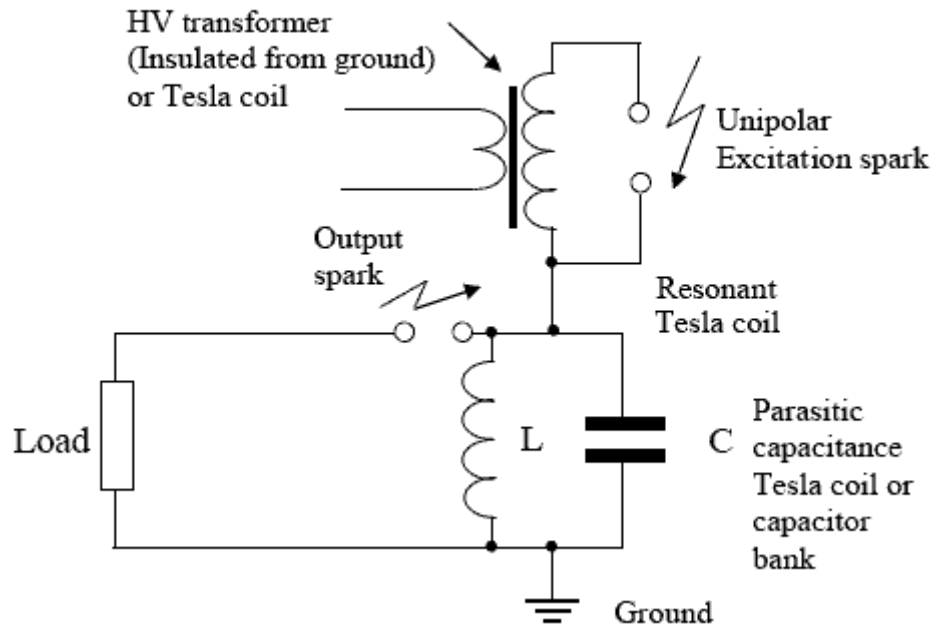 HV transformer
(Insulated from ground)
or Tesla coil
Unipolar
Excitation spark
Output
spark
Resonant
Tesla coil
Load
L
C
Parasitic
capacitance
Tesla coil or
capacitor
bank
Ground